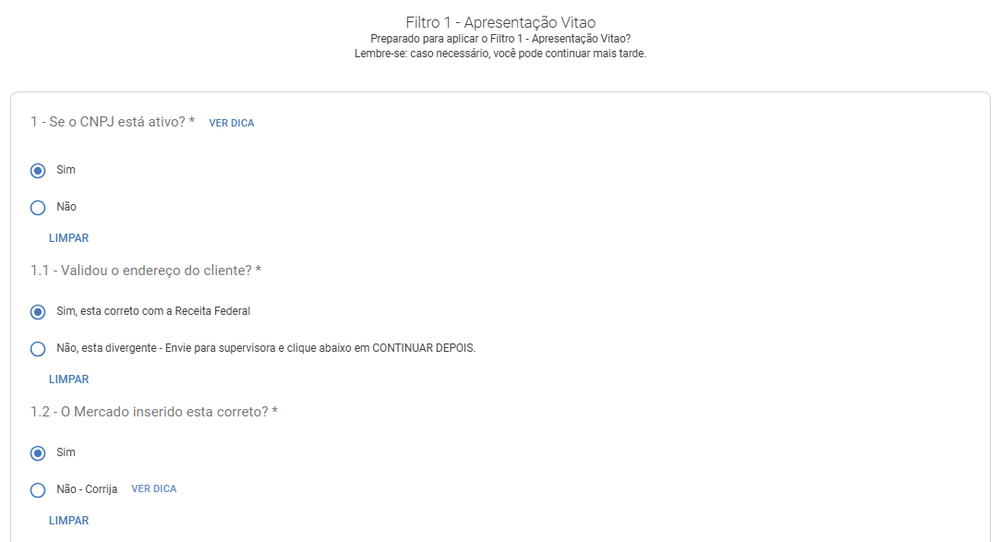 Filtro 1 - Apresentação Vitao
Preparado para aplicar o Filtro 1 - Apresentação Vitao?
Lembre-se: caso necessário, você pode continuar mais tarde.
1 - Se o CNPJ está ativo? * VER DICA
Sim
Não
LIMPAR
1.1 - Validou o endereço do cliente? *
Sim, esta correto com a Receita Federal
Não, esta divergente - Envie para supervisora e clique abaixo em CONTINUAR DEPOIS.
LIMPAR
1.2 - O Mercado inserido esta correto? *
Sim
Não - Corrija VER DICA
LIMPAR